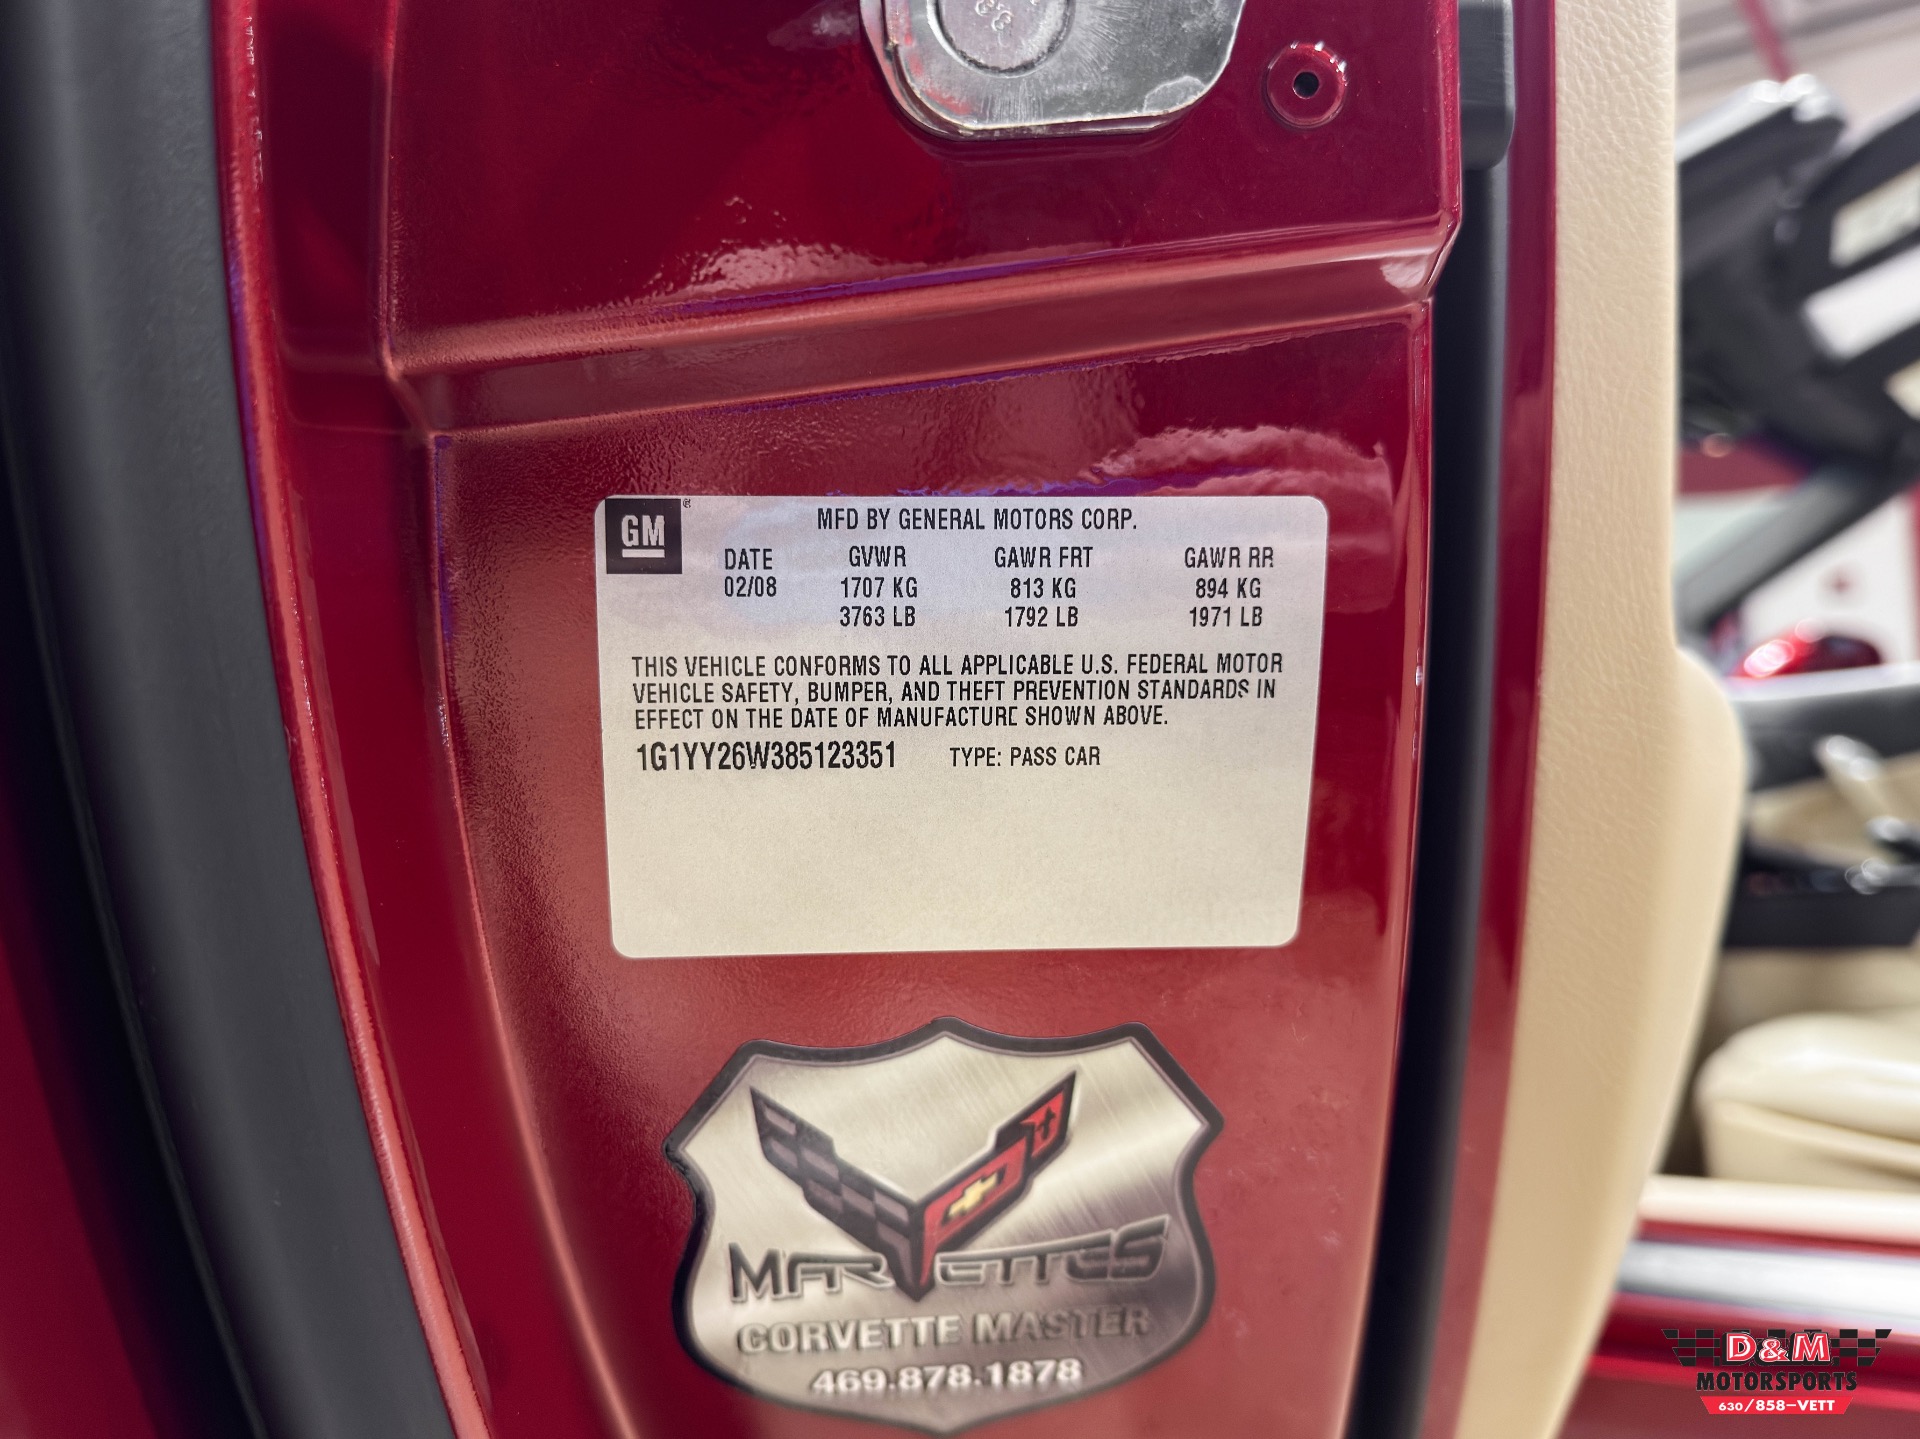 GM
®
MFD BY GENERAL MOTORS CORP.
DATE GVWR GAWR FRT GAWR RR
02/08 1707 KG 813 KG 894 KG
3763 LB 1792 LB 1971 LB
THIS VEHICLE CONFORMS TO ALL APPLICABLE U.S. FEDERAL MOTOR
VEHICLE SAFETY, BUMPER, AND THEFT PREVENTION STANDARDS IN
EFFECT ON THE DATE OF MANUFACTURE SHOWN ABOVE.
1G1YY26W385123351 TYPE: PASS CAR
MARVETTES
CORVETTE MASTER
469.878.1878
D&M
MOTORSPORTS
630/858-VETT